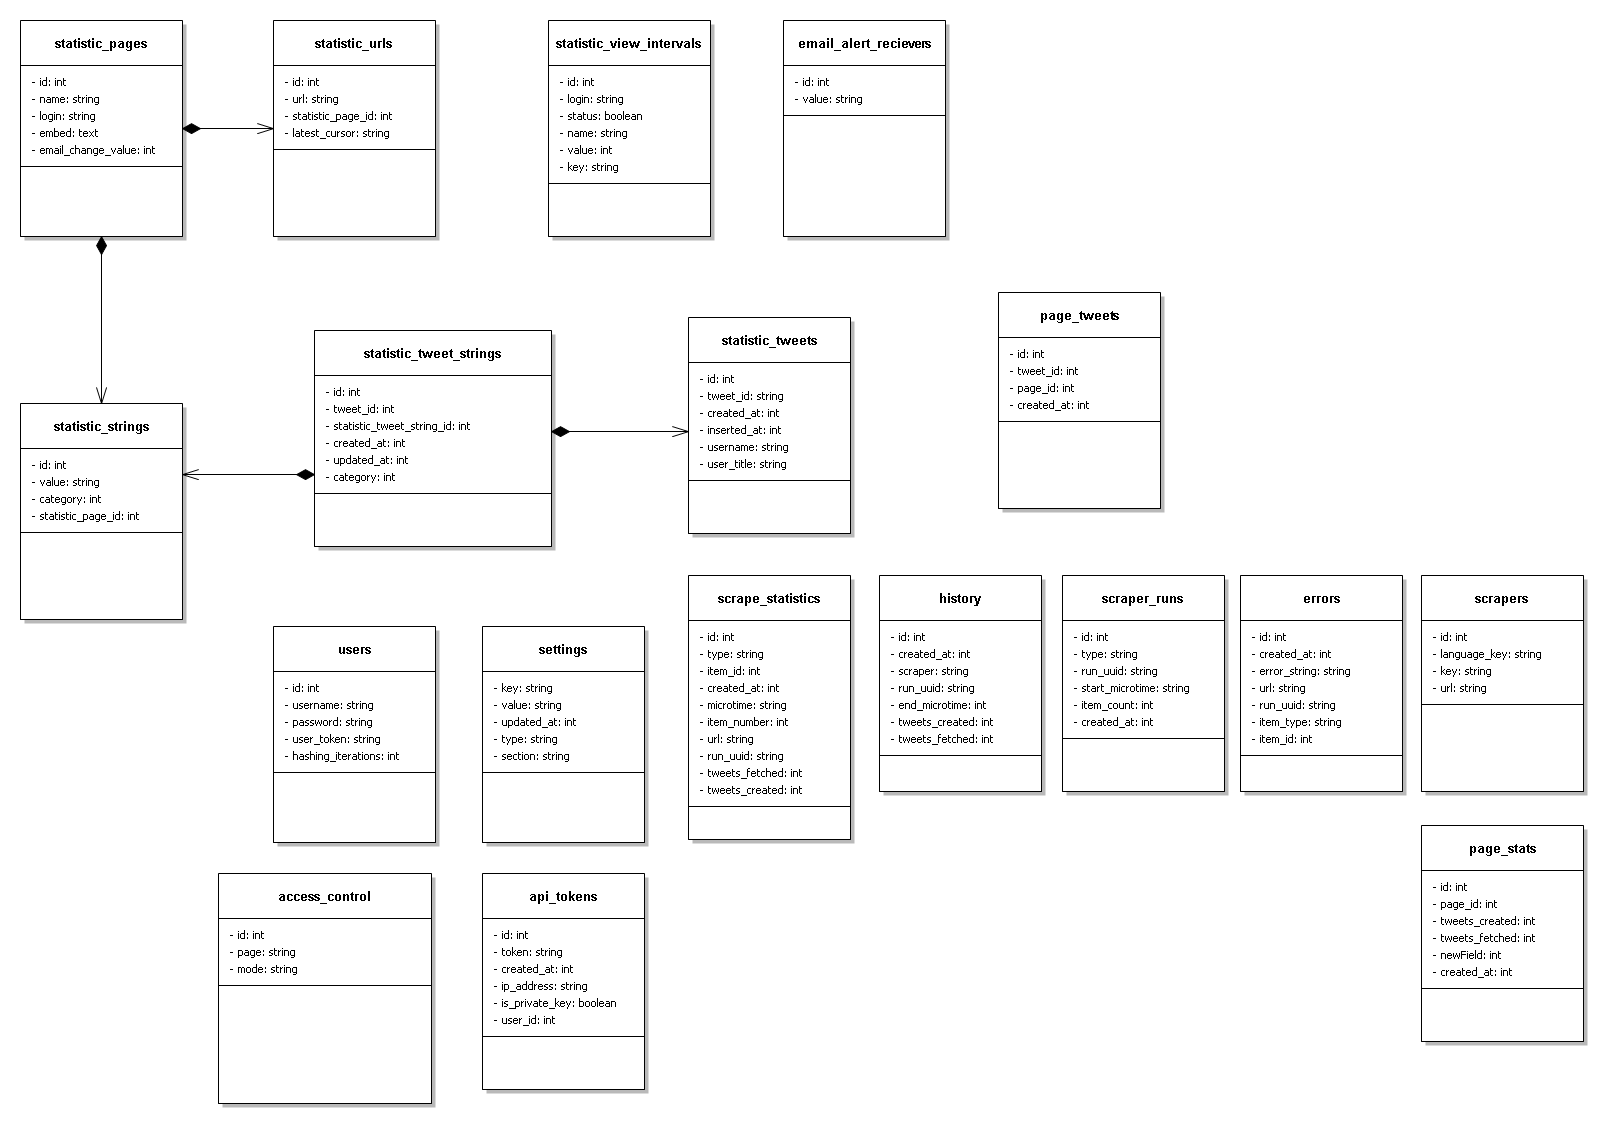 statistic_pages
- id: int
- name: string
- login: string
- embed: text
- email_change_value: int
statistic_urls
- id: int
- url: string
- statistic_page_id: int
- latest_cursor: string
statistic_view_intervals
- id: int
- login: string
- status: boolean
- name: string
- value: int
- key: string
email_alert_recievers
- id: int
- value: string
page_tweets
- id: int
- tweet_id: int
- page_id: int
- created_at: int
statistic_tweet_strings
- id: int
- tweet_id: int
- statistic_tweet_string_id: int
- created_at: int
- updated_at: int
- category: int
statistic_tweets
- id: int
- tweet_id: string
- created_at: int
- inserted_at: int
- username: string
- user_title: string
statistic_strings
- id: int
- value: string
- category: int
- statistic_page_id: int
scrape_statistics
- id: int
- type: string
- item_id: int
- created_at: int
- microtime: string
- item_number: int
- url: string
- run_uuid: string
- tweets_fetched: int
- tweets_created: int
history
- id: int
- created_at: int
- scraper: string
- run_uuid: string
- end_microtime: int
- tweets_created: int
- tweets_fetched: int
scraper_runs
- id: int
- type: string
- run_uuid: string
- start_microtime: string
- item_count: int
- created_at: int
errors
- id: int
- created_at: int
- error_string: string
- url: string
- run_uuid: string
- item_type: string
- item_id: int
scrapers
- id: int
- language_key: string
- key: string
- url: string
users
- id: int
- username: string
- password: string
- user_token: string
- hashing_iterations: int
settings
- key: string
- value: string
- updated_at: int
- type: string
- section: string
page_stats
- id: int
- page_id: int
- tweets_created: int
- tweets_fetched: int
- newField: int
- created_at: int
access_control
- id: int
- page: string
- mode: string
api_tokens
- id: int
- token: string
- created_at: int
- ip_address: string
- is_private_key: boolean
- user_id: int